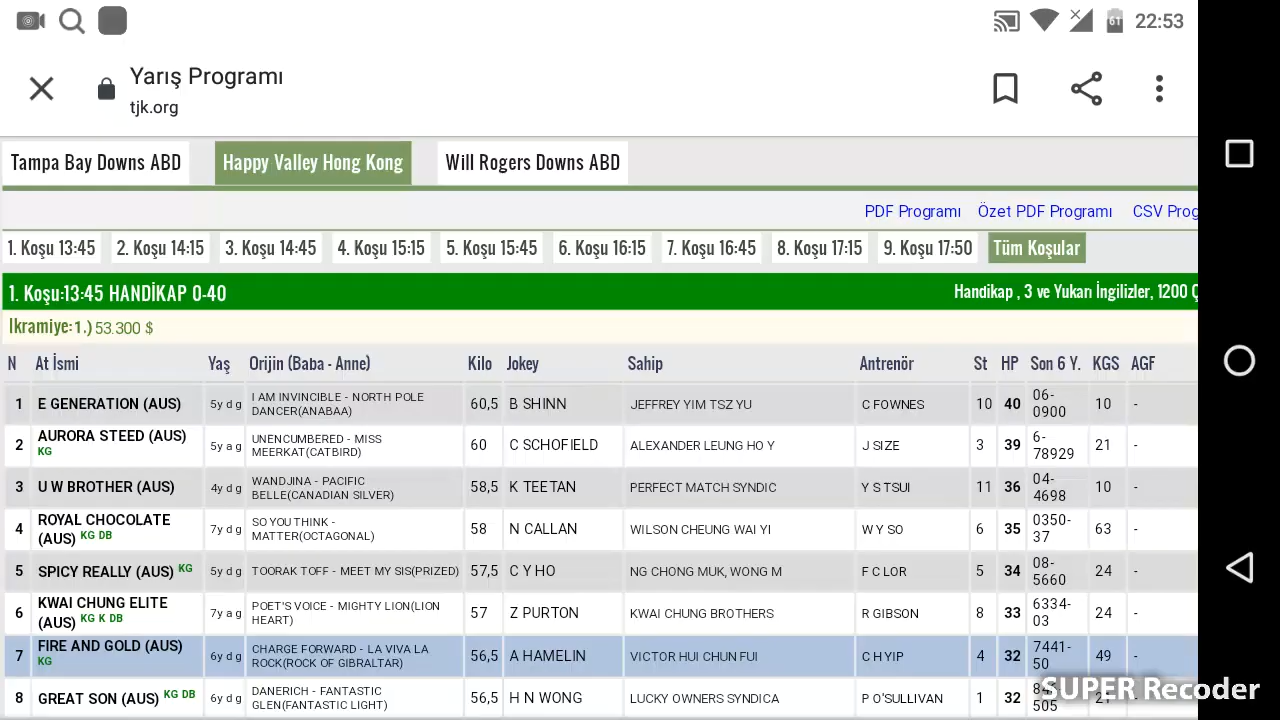 61
22:53
Yarış Programı
tjk.org
Tampa Bay Downs ABD Happy Valley Hong Kong Will Rogers Downs ABD
PDF Programı Özet PDF Programı CSV Prog
1. Koşu 13:45 2. Koşu 14:15 3. Koşu 14:45 4. Koşu 15:15 5. Koşu 15:45 6. Koşu 16:15 7. Koşu 16:45 8. Koşu 17:15 9. Koşu 17:50 Tüm Koşular
1. Koşu:13:45 HANDİKAP 0-40 Handikap , 3 ve Yukarı İngilizler, 1200 Ç
İkramiye:1.) 53.300 $
N At İsmi Yaş Orijin (Baba - Anne) Kilo Jokey Sahip Antrenör St HP Son 6 Y. KGS AGF
1 E GENERATION (AUS) 5y d g I AM INVINCIBLE - NORTH POLE DANCER(ANABAA) 60,5 B SHINN JEFFREY YIM TSZ YU C FOWNES 10 40 06-0900 10 -
2 AURORA STEED (AUS) KG 5y a g UNENCUMBERED - MISS MEERKAT(CATBIRD) 60 C SCHOFIELD ALEXANDER LEUNG HO Y J SIZE 3 39 6-78929 21 -
3 U W BROTHER (AUS) 4y d g WANDJINA - PACIFIC BELLE(CANADIAN SILVER) 58,5 K TEETAN PERFECT MATCH SYNDIC Y S TSUI 11 36 04-4698 10 -
4 ROYAL CHOCOLATE (AUS) KG DB 7y d g SO YOU THINK - MATTER(OCTAGONAL) 58 N CALLAN WILSON CHEUNG WAI YI W Y SO 6 35 0350-37 63 -
5 SPICY REALLY (AUS) KG 5y d g TOORAK TOFF - MEET MY SIS(PRIZED) 57,5 C Y HO NG CHONG MUK, WONG M F C LOR 5 34 08-5660 24 -
6 KWAI CHUNG ELITE (AUS) KG K DB 7y a g POET'S VOICE - MIGHTY LION(LION HEART) 57 Z PURTON KWAI CHUNG BROTHERS R GIBSON 8 33 6334-03 24 -
7 FIRE AND GOLD (AUS) KG 6y d g CHARGE FORWARD - LA VIVA LA ROCK(ROCK OF GIBRALTAR) 56,5 A HAMELIN VICTOR HUI CHUN FUI C H YIP 4 32 7441-50 49 -
8 GREAT SON (AUS) KG DB 6y d g DANERICH - FANTASTIC GLEN(FANTASTIC LIGHT) 56,5 H N WONG LUCKY OWNERS SYNDICA P O'SULLIVAN 1 32 505
SUPER Recoder